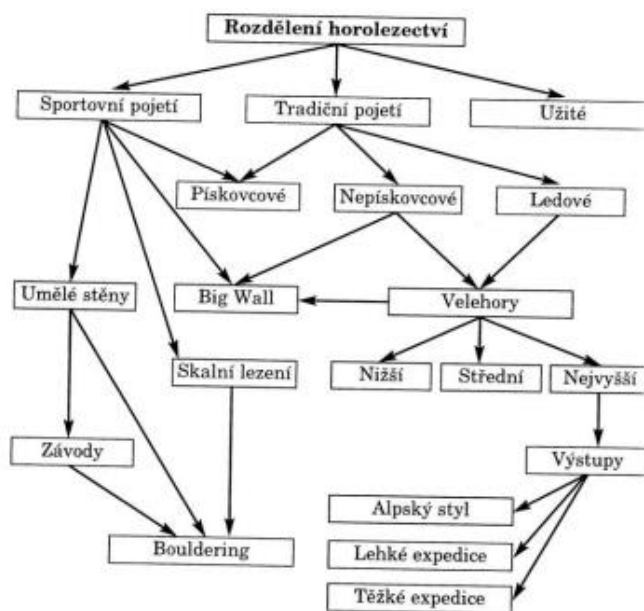 Rozdělení horolezectví
Sportovní pojetí
Tradiční pojetí
Užité
Pískovcové
Nepískovcové
Ledové
Umělé stěny
Big Wall
Velehory
Skalní lezení
Nižší
Střední
Nejvyšší
Závody
Výstupy
Alpský styl
Bouldering
Lehké expedice
Těžké expedice